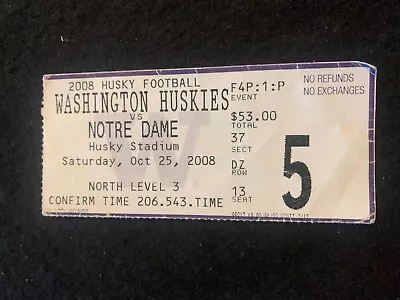 2008 HUSKY FOOTBALL
WASHINGTON HUSKIES
VS
NOTRE DAME
Husky Stadium
Saturday, Oct 25, 2008
NORTH LEVEL 3
CONFIRM TIME 206.543.TIME
F4P:1:P
EVENT
$53.00
TOTAL
37
SECT
DZ
ROW
13
SEAT
NO REFUNDS
NO EXCHANGES
5